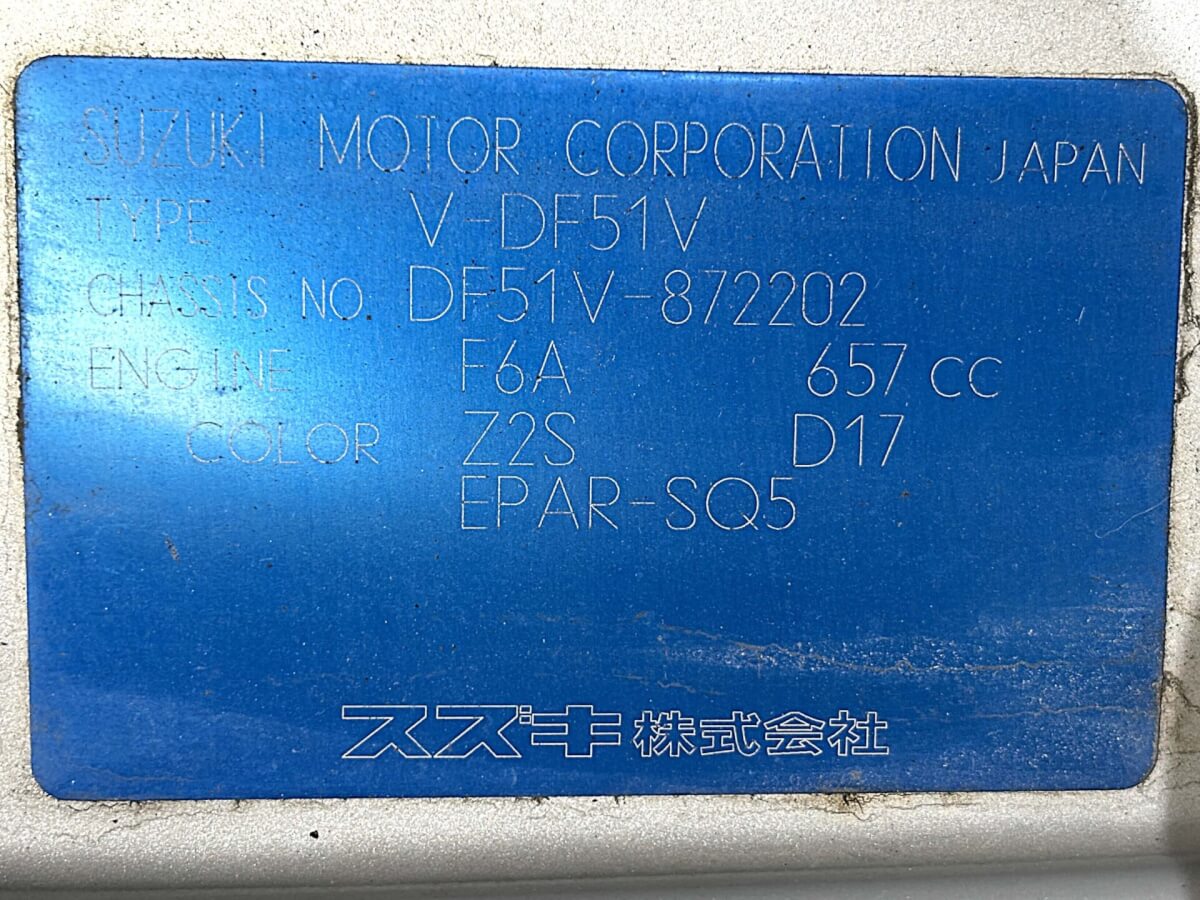 SUZUKI MOTOR CORPORATION JAPAN
TYPE V-DF51V
CHASSIS NO. DF51V-872202
ENGINE F6A 657 CC
COLOR Z2S D17
EPAR-SQ5
スズキ株式会社